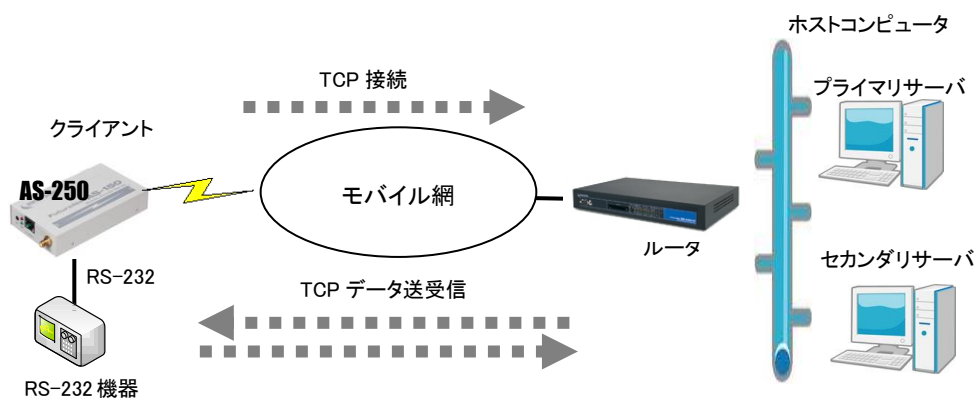 ホストコンピュータ
TCP 接続
プライマリサーバ
クライアント
AS-250
モバイル網
ルータ
RS-232
TCP データ送受信
セカンダリサーバ
RS-232 機器